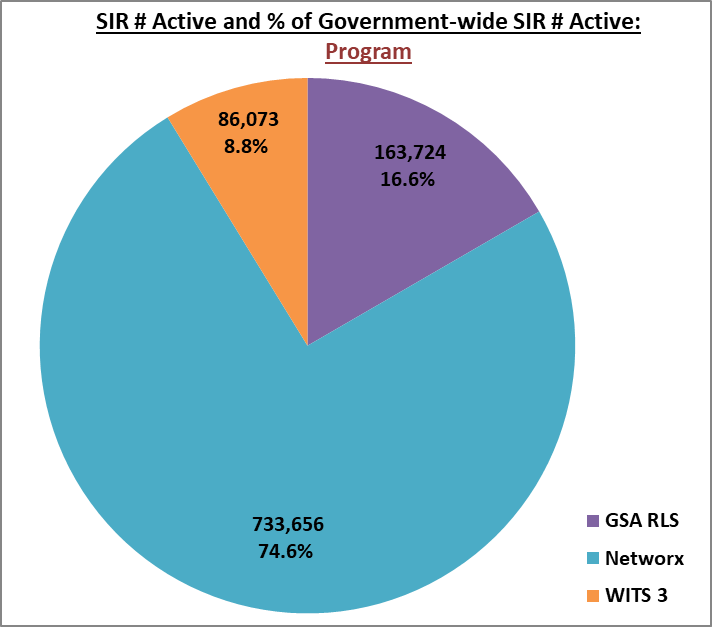 SIR # Active and % of Government-wide SIR # Active:
Program
86,073
8.8%
163,724
16.6%
733,656
74.6%
GSA RLS
Networx
WITS 3